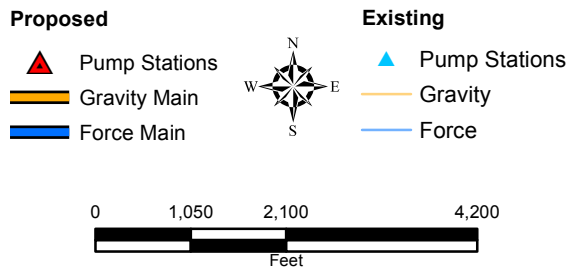 Proposed
Pump Stations
Gravity Main
Force Main
N
W E
S
Existing
Pump Stations
Gravity
Force
0 1,050 2,100 4,200
Feet